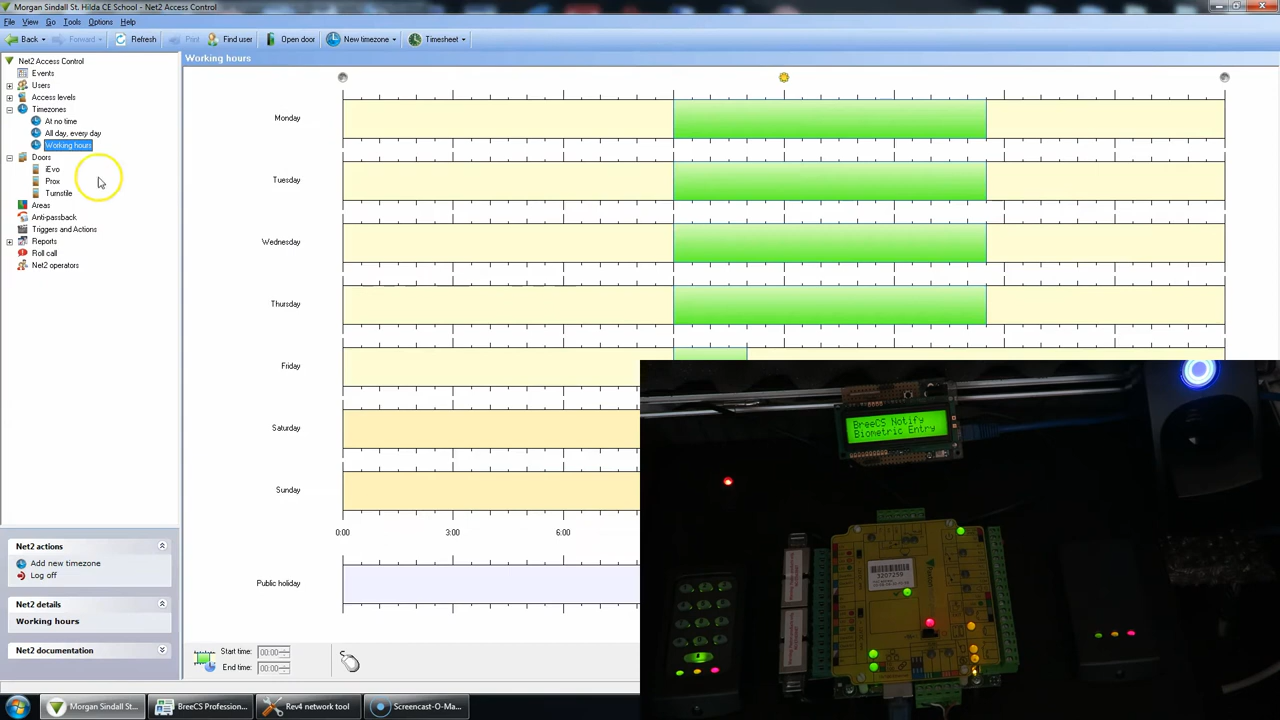 Morgan Sindall St. Hilda CE School - Net2 Access Control
File View Go Tools Options Help
Back Forward Refresh Print Find user Open door New timezone Timesheet
Net2 Access Control
Events
Users
Access levels
Timezones
At no time
All day, every day
Working hours
Doors
iEvo
Prox
Turnstile
Areas
Anti-passback
Triggers and Actions
Reports
Roll call
Net2 operators
Net2 actions
Add new timezone
Log off
Net2 details
Working hours
Net2 documentation
Working hours
Monday
Tuesday
Wednesday
Thursday
Friday
Saturday
Sunday
0:00 3:00 6:00
Public holiday
Start time: 00:00
End time: 00:00
BreeCS Notify
Biometric Entry
3207259
Morgan Sindall St... BreeCS Profession... Rev4 network tool Screencast-O-Ma...